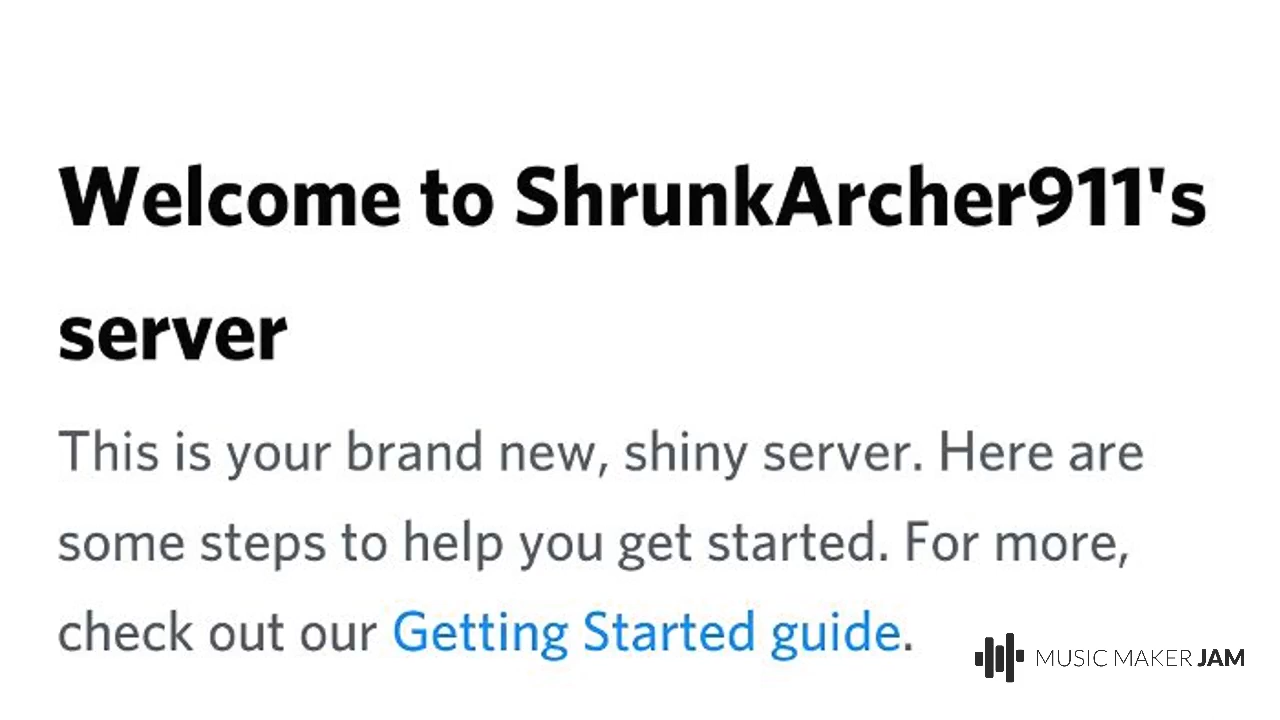 Welcome to ShrunkArcher911's
server
This is your brand new, shiny server. Here are
some steps to help you get started. For more,
check out our Getting Started guide.
MUSIC MAKER JAM